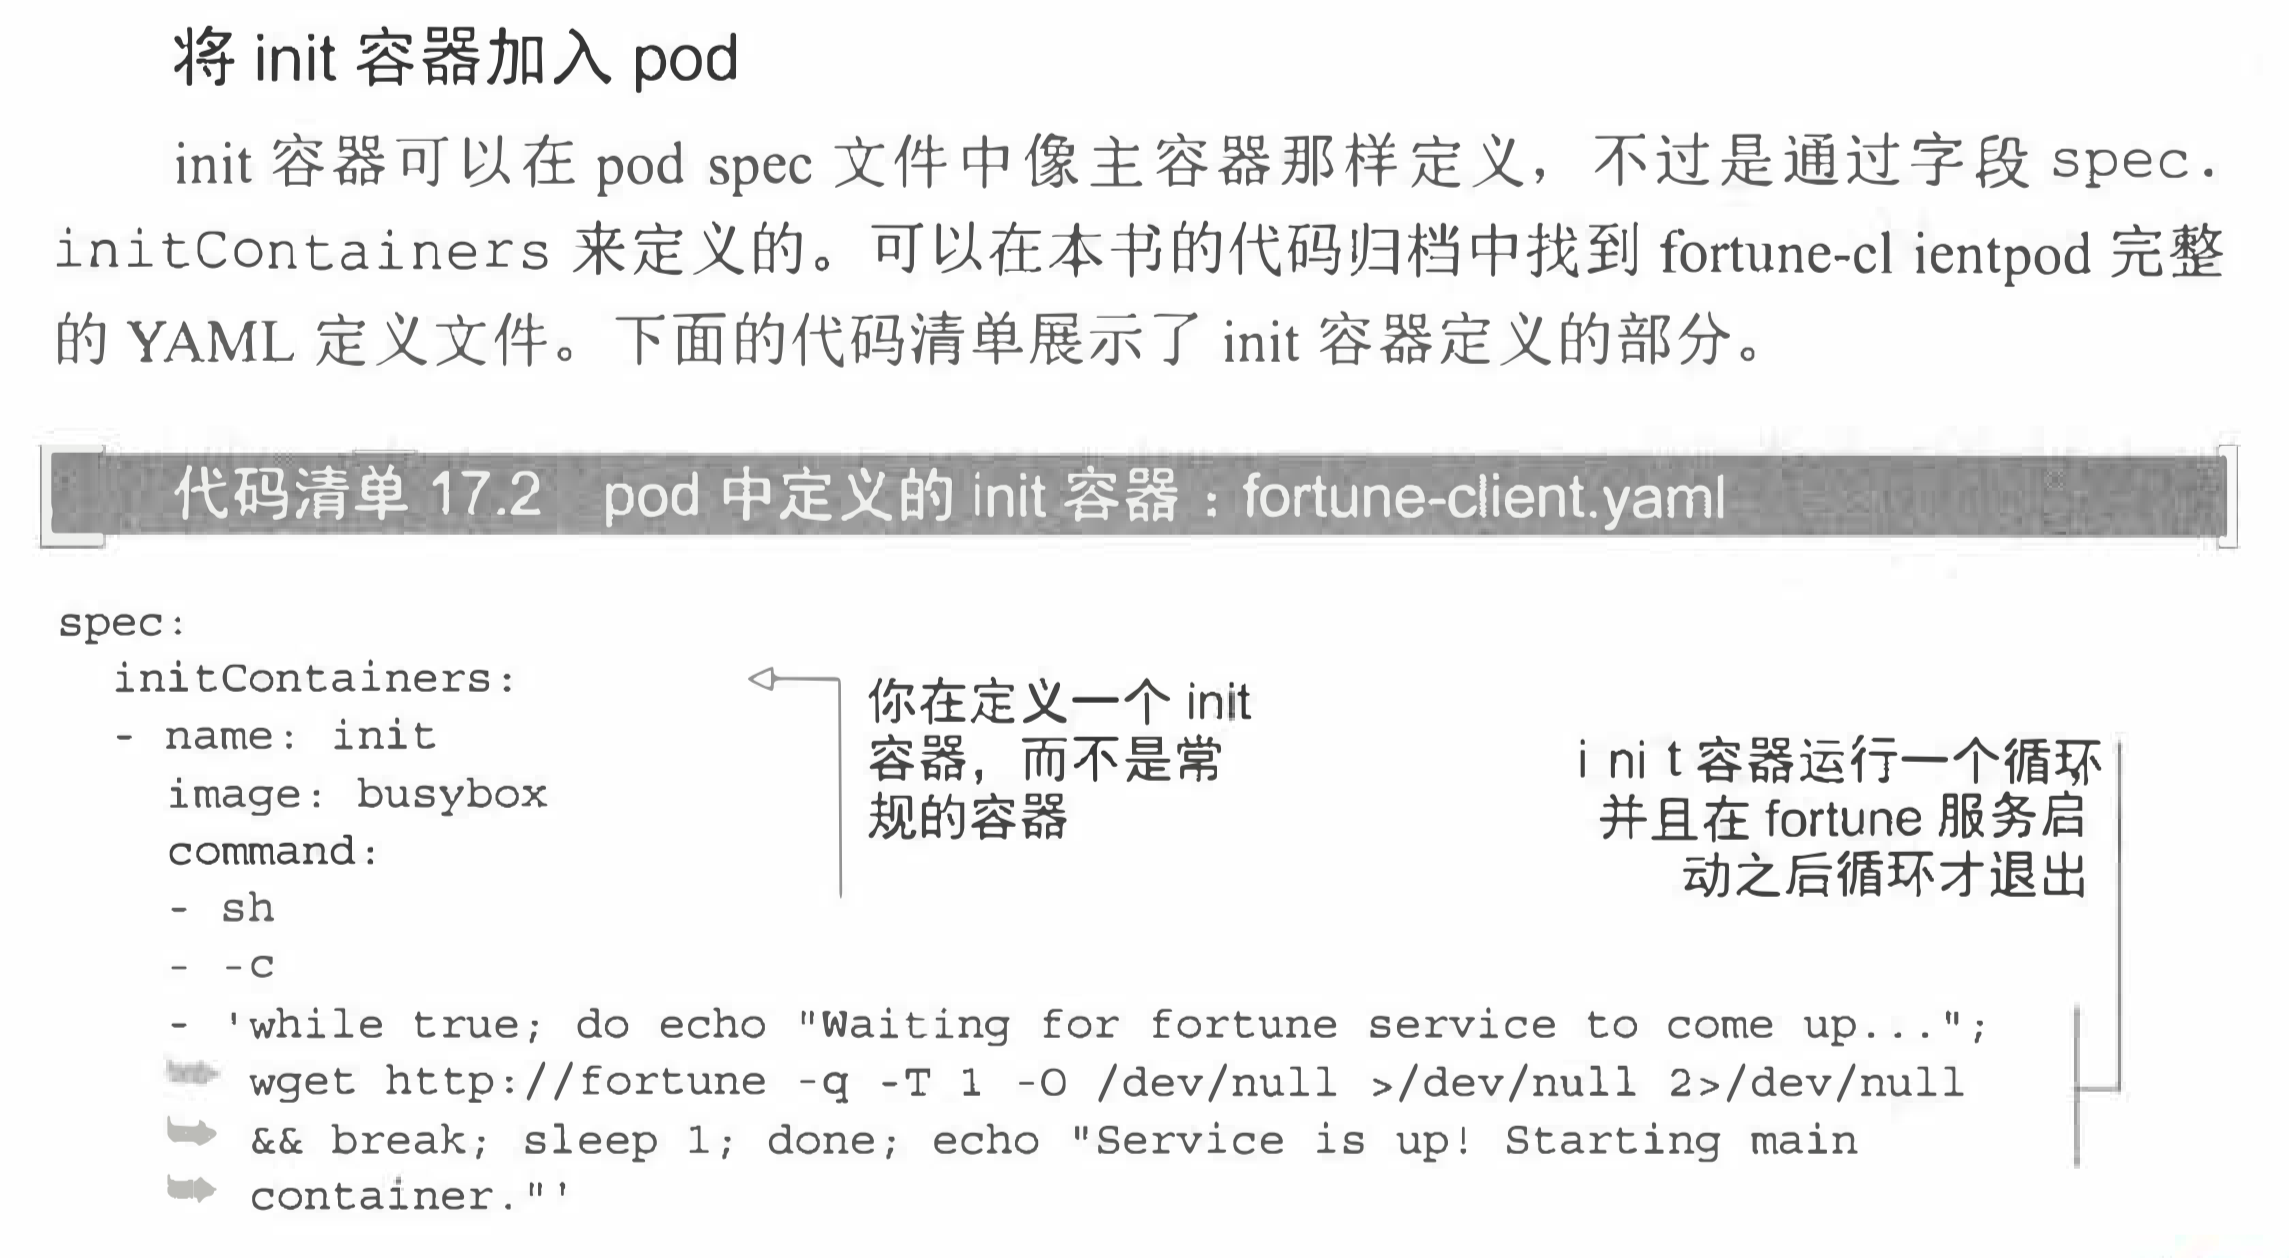 将 init 容器加入 pod
init 容器可以在 pod spec 文件中像主容器那样定义，不过是通过字段 spec.
initContainers 来定义的。可以在本书的代码归档中找到 fortune-cl ientpod 完整
的 YAML 定义文件。下面的代码清单展示了 init 容器定义的部分。
代码清单 17.2 pod 中定义的 init 容器：fortune-client.yaml
spec:
initContainers:
- name: init
image: busybox
command:
- sh
- -c
- 'while true; do echo "Waiting for fortune service to come up...";
wget http://fortune -q -T 1 -O /dev/null >/dev/null 2>/dev/null
&& break; sleep 1; done; echo "Service is up! Starting main
container."'
你在定义一个 init
容器，而不是常
规的容器
i ni t 容器运行一个循环
并且在 fortune 服务启
动之后循环才退出